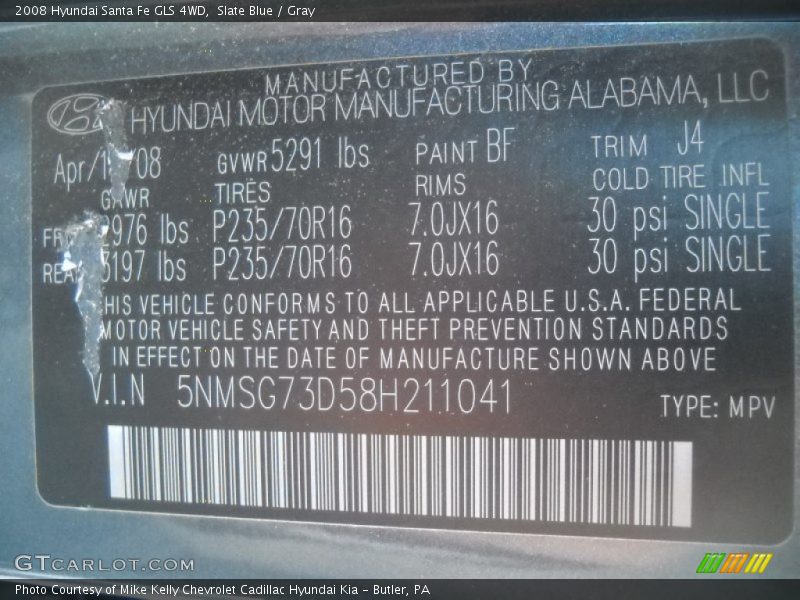 2008 Hyundai Santa Fe GLS 4WD,  Slate Blue / Gray
MANUFACTURED BY
HYUNDAI MOTOR MANUFACTURING ALABAMA, LLC
GVWR 5291 lbs PAINT BF TRIM J4
GAWR TIRES RIMS COLD TIRE INFL
lbs P235/70R16 7.0JX16 30 psi SINGLE
lbs P235/70R16 7.0JX16 30 psi SINGLE
VEHICLE CONFORMS TO ALL APPLICABLE U.S.A. FEDERAL
MOTOR VEHICLE SAFETY AND THEFT PREVENTION STANDARDS
IN EFFECT ON THE DATE OF MANUFACTURE SHOWN ABOVE
V.I.N 5NMSG73D58H211041
TYPE: MPV
GTCARLOT.COM
Photo Courtesy of Mike Kelly Chevrolet Cadillac Hyundai Kia – Butler, PA